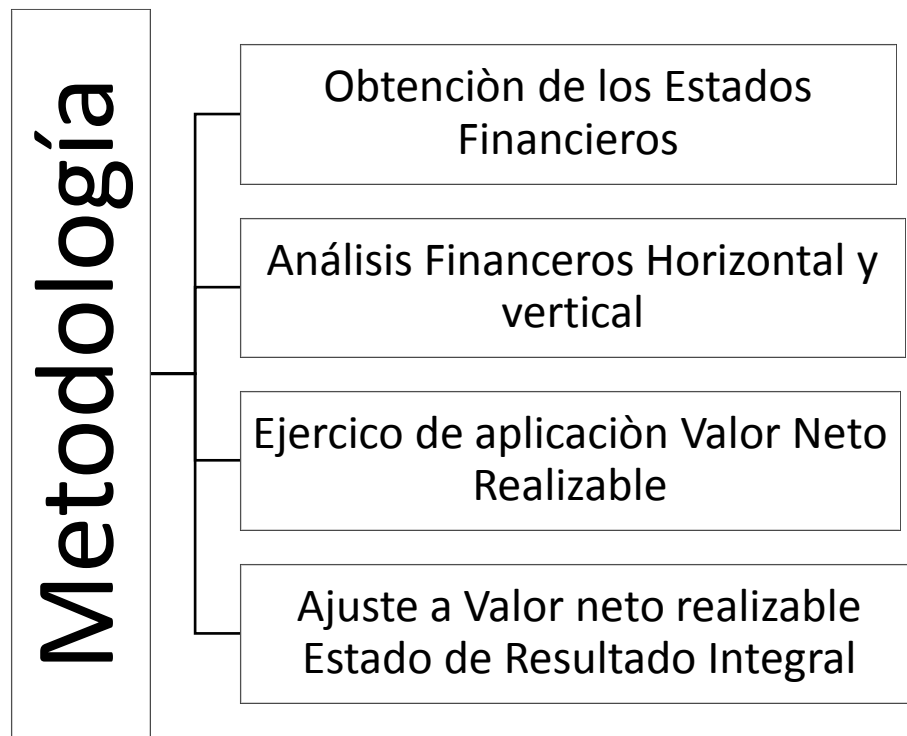 Metodología
Obtenciòn de los Estados
Financieros
Análisis Financeros Horizontal y
vertical
Ejercico de aplicaciòn Valor Neto
Realizable
Ajuste a Valor neto realizable
Estado de Resultado Integral